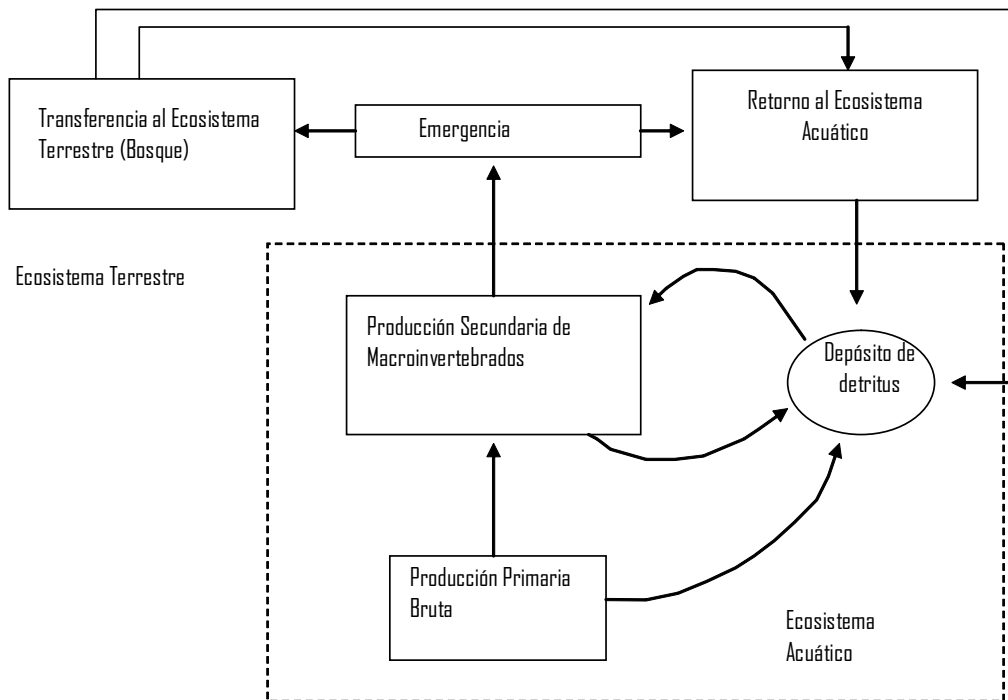 Transferencia al Ecosistema
Terrestre (Bosque)
Emergencia
Retorno al Ecosistema
Acuático
Ecosistema Terrestre
Producción Secundaria de
Macroinvertebrados
Depósito de
detritus
Producción Primaria
Bruta
Ecosistema
Acuático